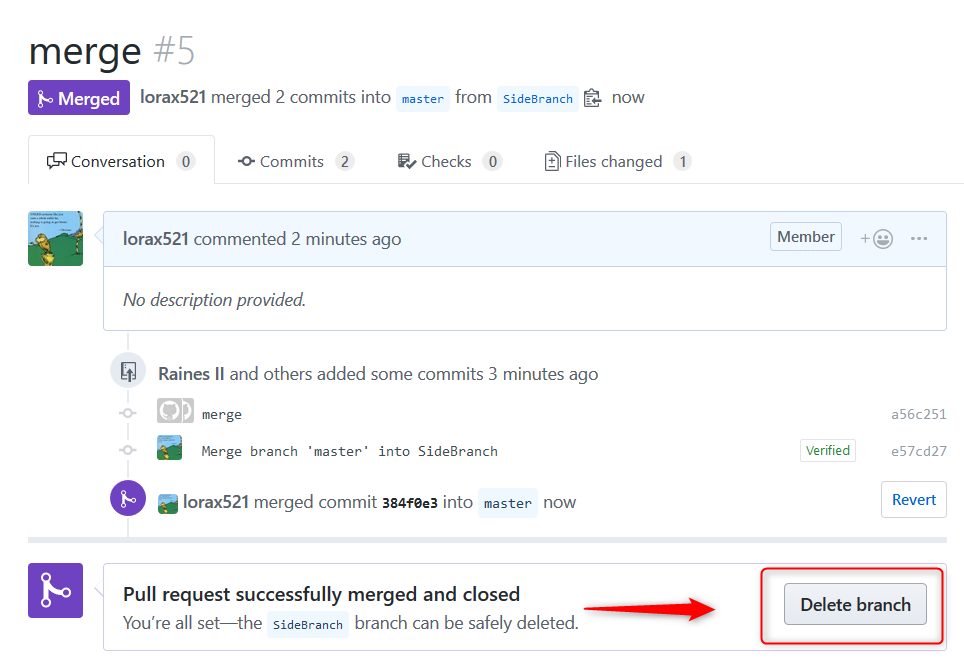 merge #5
Merged lorax521 merged 2 commits into master from SideBranch now
Conversation 0 Commits 2 Checks 0 Files changed 1
lorax521 commented 2 minutes ago Member + ...
No description provided.
Raines II and others added some commits 3 minutes ago
merge a56c251
Merge branch 'master' into SideBranch Verified e57cd27
lorax521 merged commit 384f0e3 into master now Revert
Pull request successfully merged and closed
You're all set—the SideBranch branch can be safely deleted.
Delete branch